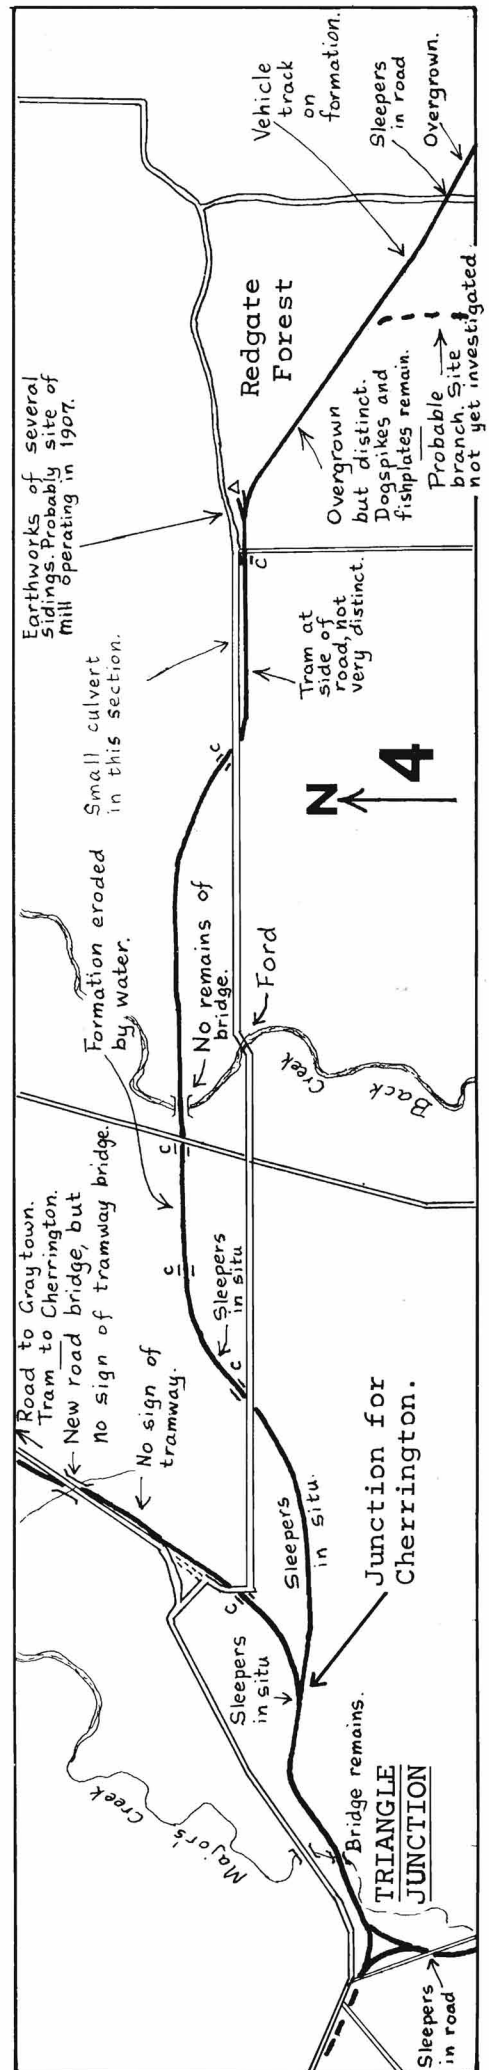 Road to Graytown.
Tram to Cherrington.
New road bridge, but
no sign of tramway bridge.
No sign of
tramway.
Major's Creek
Sleepers
in situ
Bridge remains.
TRIANGLE
JUNCTION
Sleepers
in road
Junction for
Cherrington.
Sleepers
in situ.
c
c
Sleepers
in situ
c
c
Formation eroded
by water.
No remains of
bridge.
Ford
Back Creek
N
4
Small culvert
in this section.
c
Tram at
side of
road, not
very distinct.
c
Earthworks of several
sidings. Probably site of
mill operating in 1907.
Redgate
Forest
Overgrown
but distinct.
Dogspikes and
fishplates remain.
Probable
branch. Site
not yet investigated.
Vehicle
track
on
formation.
Sleepers
in road
Overgrown.